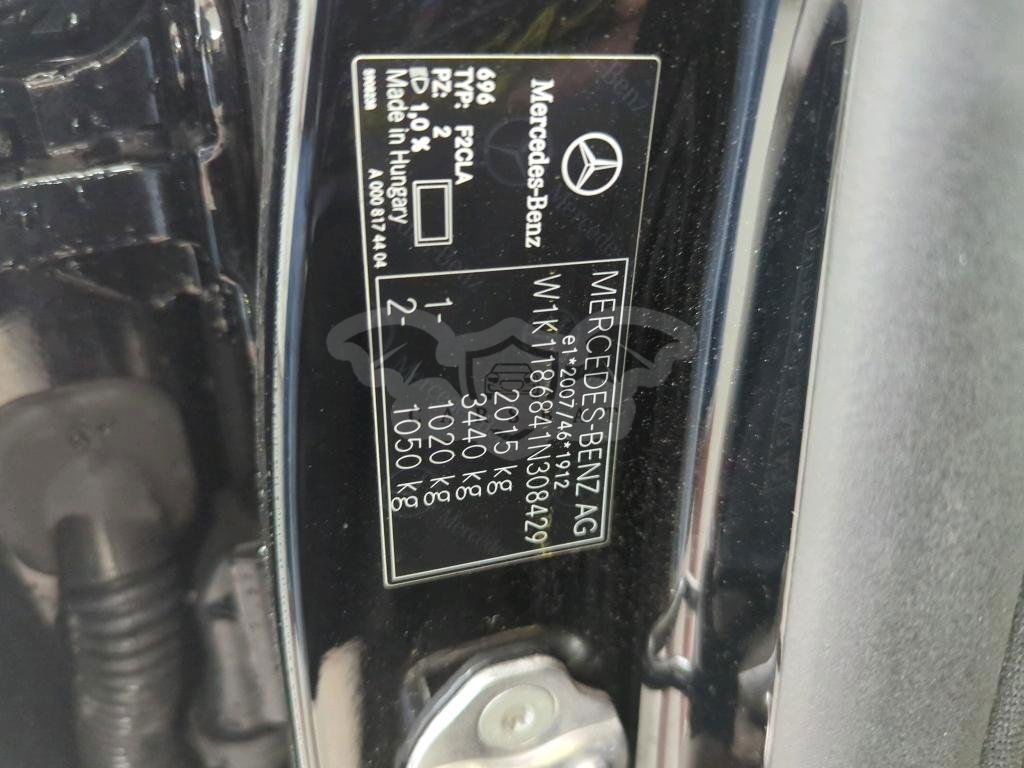 Mercedes-Benz
696
TYP: F2CLA
PZ: 2
1,0 %
Made in Hungary
A 000 817 44 04
MERCEDES-BENZ AG
e1*2007/46*1912
W1K1186841N308429
2015 kg
3440 kg
1- 1020 kg
2- 1050 kg